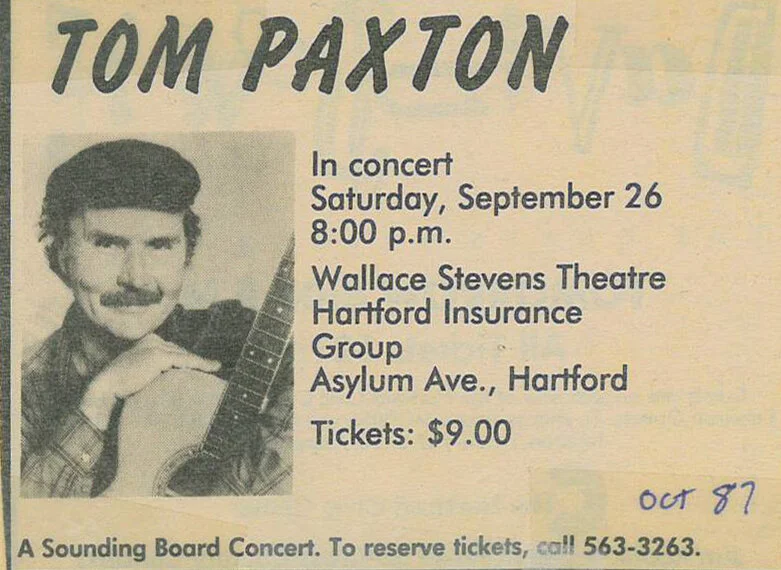 TOM PAXTON
In concert
Saturday, September 26
8:00 p.m.
Wallace Stevens Theatre
Hartford Insurance
Group
Asylum Ave., Hartford
Tickets: $9.00
OCT 87
A Sounding Board Concert. To reserve tickets, call 563-3263.